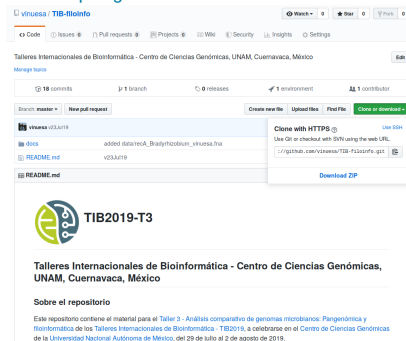 vinuesa / TIB-filoinfo
Watch 0 Star 0 Fork
Code Issues 0 Pull requests 0 Projects 0 Wiki Security Insights Settings
Talleres Internacionales de Bioinformática - Centro de Ciencias Genómicas, UNAM, Cuernavaca, México Edit
Manage topics
18 commits 1 branch 0 releases 1 environment 1 contributor
Branch: master New pull request Create new file Upload files Find File Clone or download
vinuesa v23Jul19
docs added data/recA_Bradyrhizobium_vinuesa.fna
README.md v23Jul19
Clone with HTTPS Use SSH
Use Git or checkout with SVN using the web URL.
://github.com/vinuesa/TIB-filoinfo.git
Download ZIP
README.md
TIB2019-T3
Talleres Internacionales de Bioinformática - Centro de Ciencias Genómicas,
UNAM, Cuernavaca, México
Sobre el repositorio
Este repositorio contiene el material para el Taller 3 - Análisis comparativo de genomas microbianos: Pangenómica y
filoinformática de los Talleres Internacionales de Bioinformática - TIB2019, a celebrarse en el Centro de Ciencias Genómicas
de la Universidad Nacional Autónoma de México, del 29 de julio al 2 de agosto de 2019.